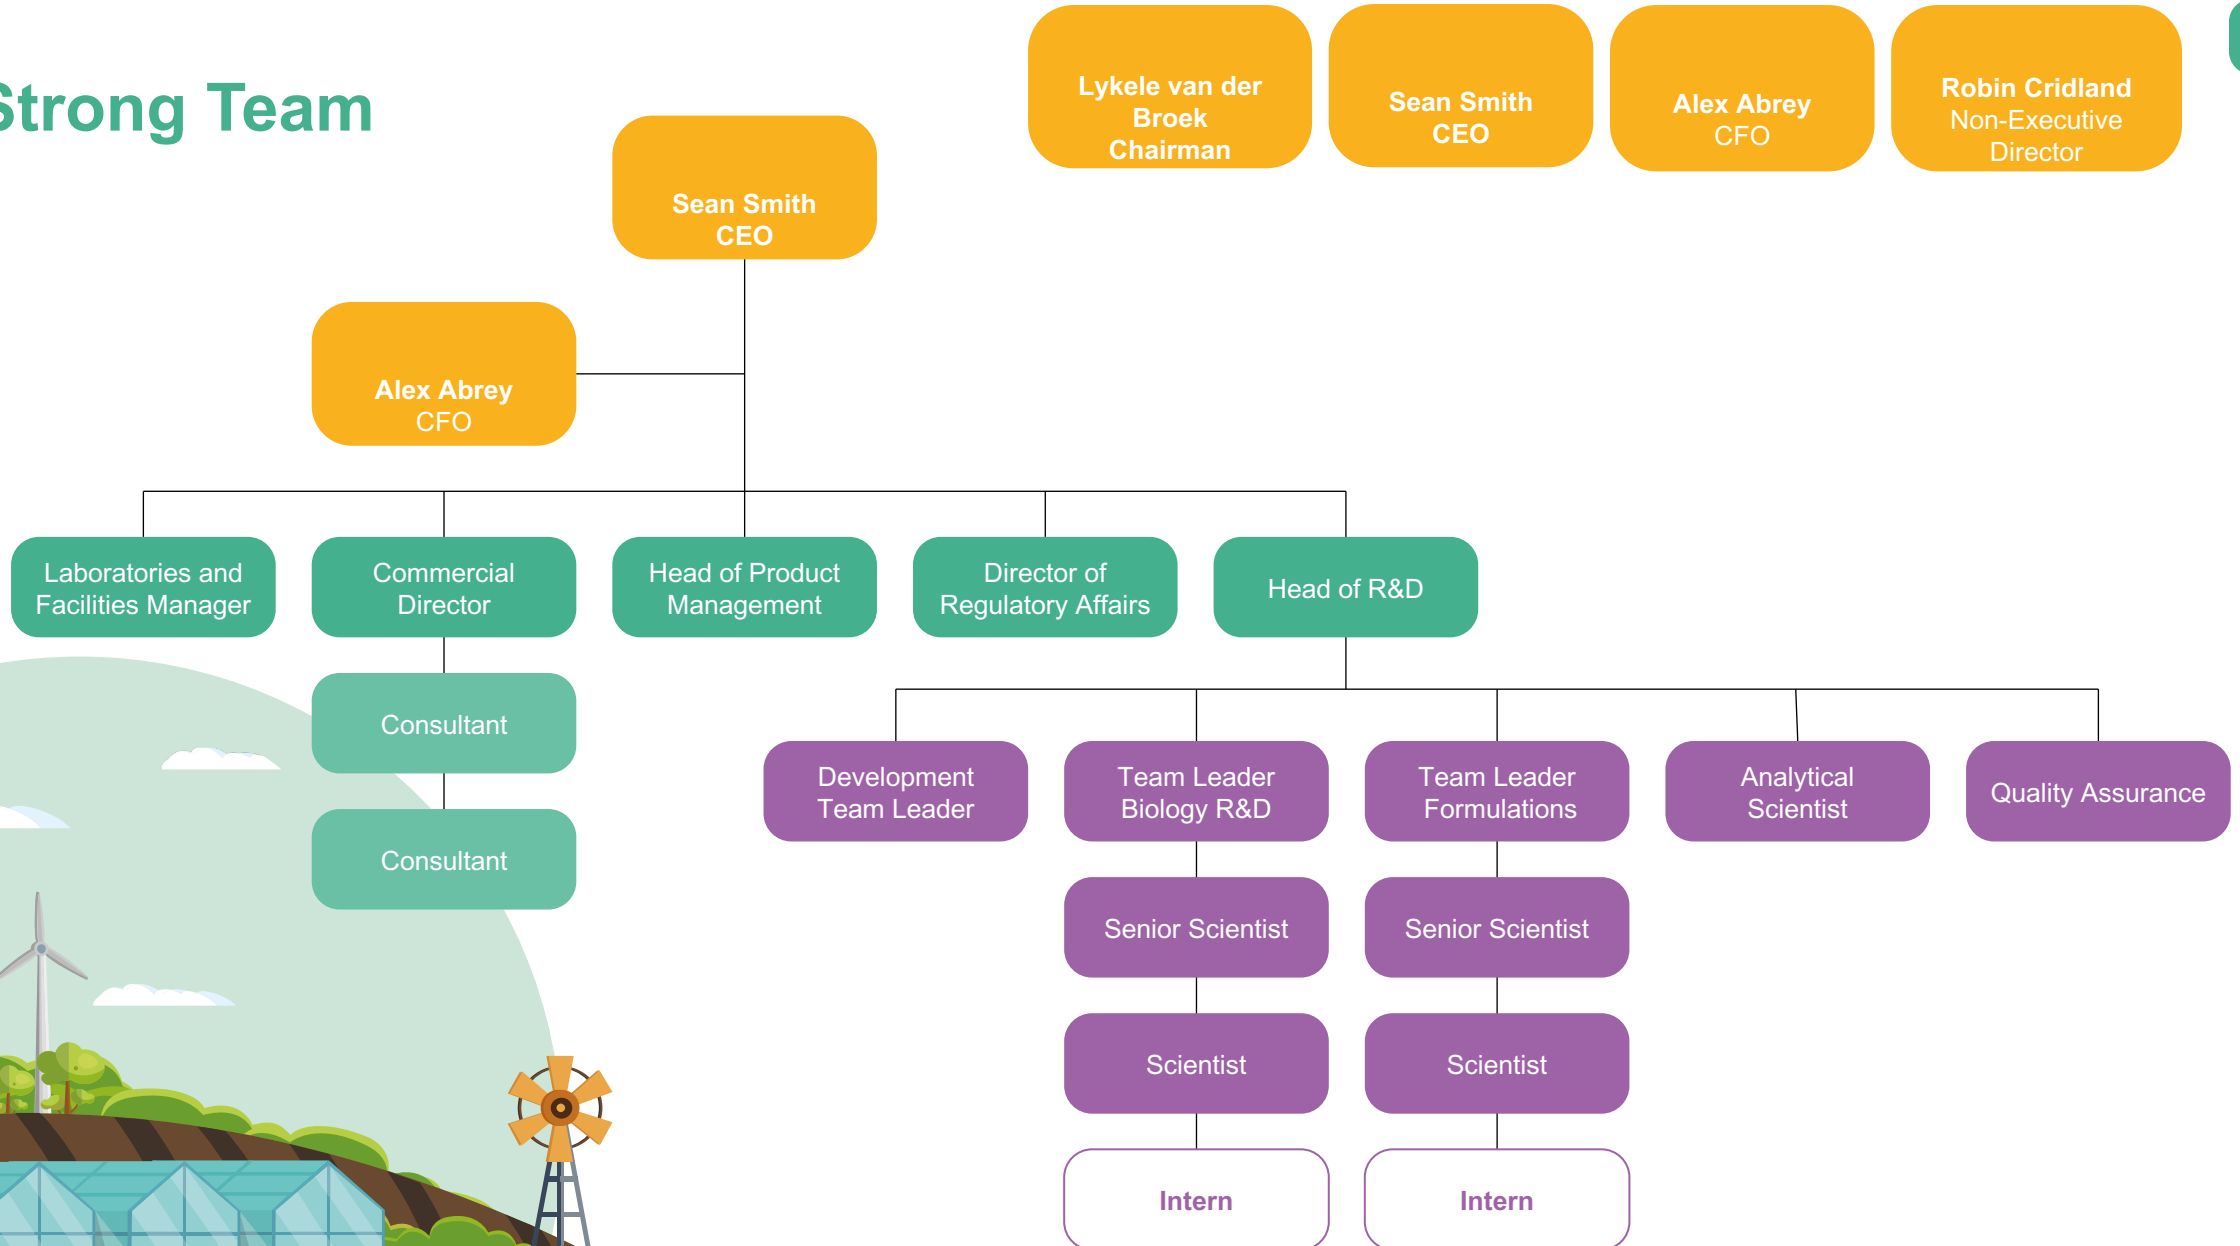 Strong Team
Lykele van der
Broek
Chairman
Sean Smith
CEO
Alex Abrey
CFO
Robin Cridland
Non-Executive
Director
Sean Smith
CEO
Alex Abrey
CFO
Laboratories and
Facilities Manager
Commercial
Director
Head of Product
Management
Director of
Regulatory Affairs
Head of R&D
Consultant
Consultant
Development
Team Leader
Team Leader
Biology R&D
Team Leader
Formulations
Analytical
Scientist
Quality Assurance
Senior Scientist
Senior Scientist
Scientist
Scientist
Intern
Intern